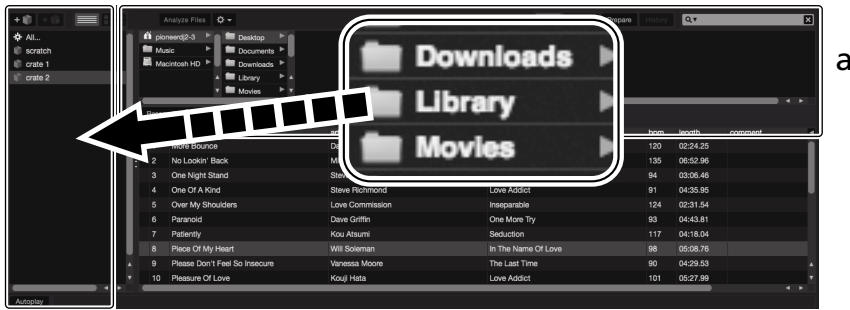 Analyze Files
Prepare
History
All...
scratch
crate 1
crate 2
pioneerdj2-3
Music
Macintosh HD
Desktop
Documents
Downloads
Library
Movies
Downloads
Library
Movies
a
bpm length comment
More Bounce 120 02:24.25
2 No Lookin' Back 135 06:52.96
3 One Night Stand 94 03:06.46
4 One Of A Kind Steve Richmond Love Addict 91 04:35.95
5 Over My Shoulders Love Commission Inseparable 124 02:31.54
6 Paranoid Dave Griffin One More Try 93 04:43.81
7 Patiently Kou Atsumi Seduction 117 04:18.04
8 Piece Of My Heart Will Soleman In The Name Of Love 98 05:08.76
9 Please Don't Feel So Insecure Vanessa Moore The Last Time 90 04:29.53
10 Pleasure Of Love Kouji Hata Love Addict 101 05:27.99
Autoplay